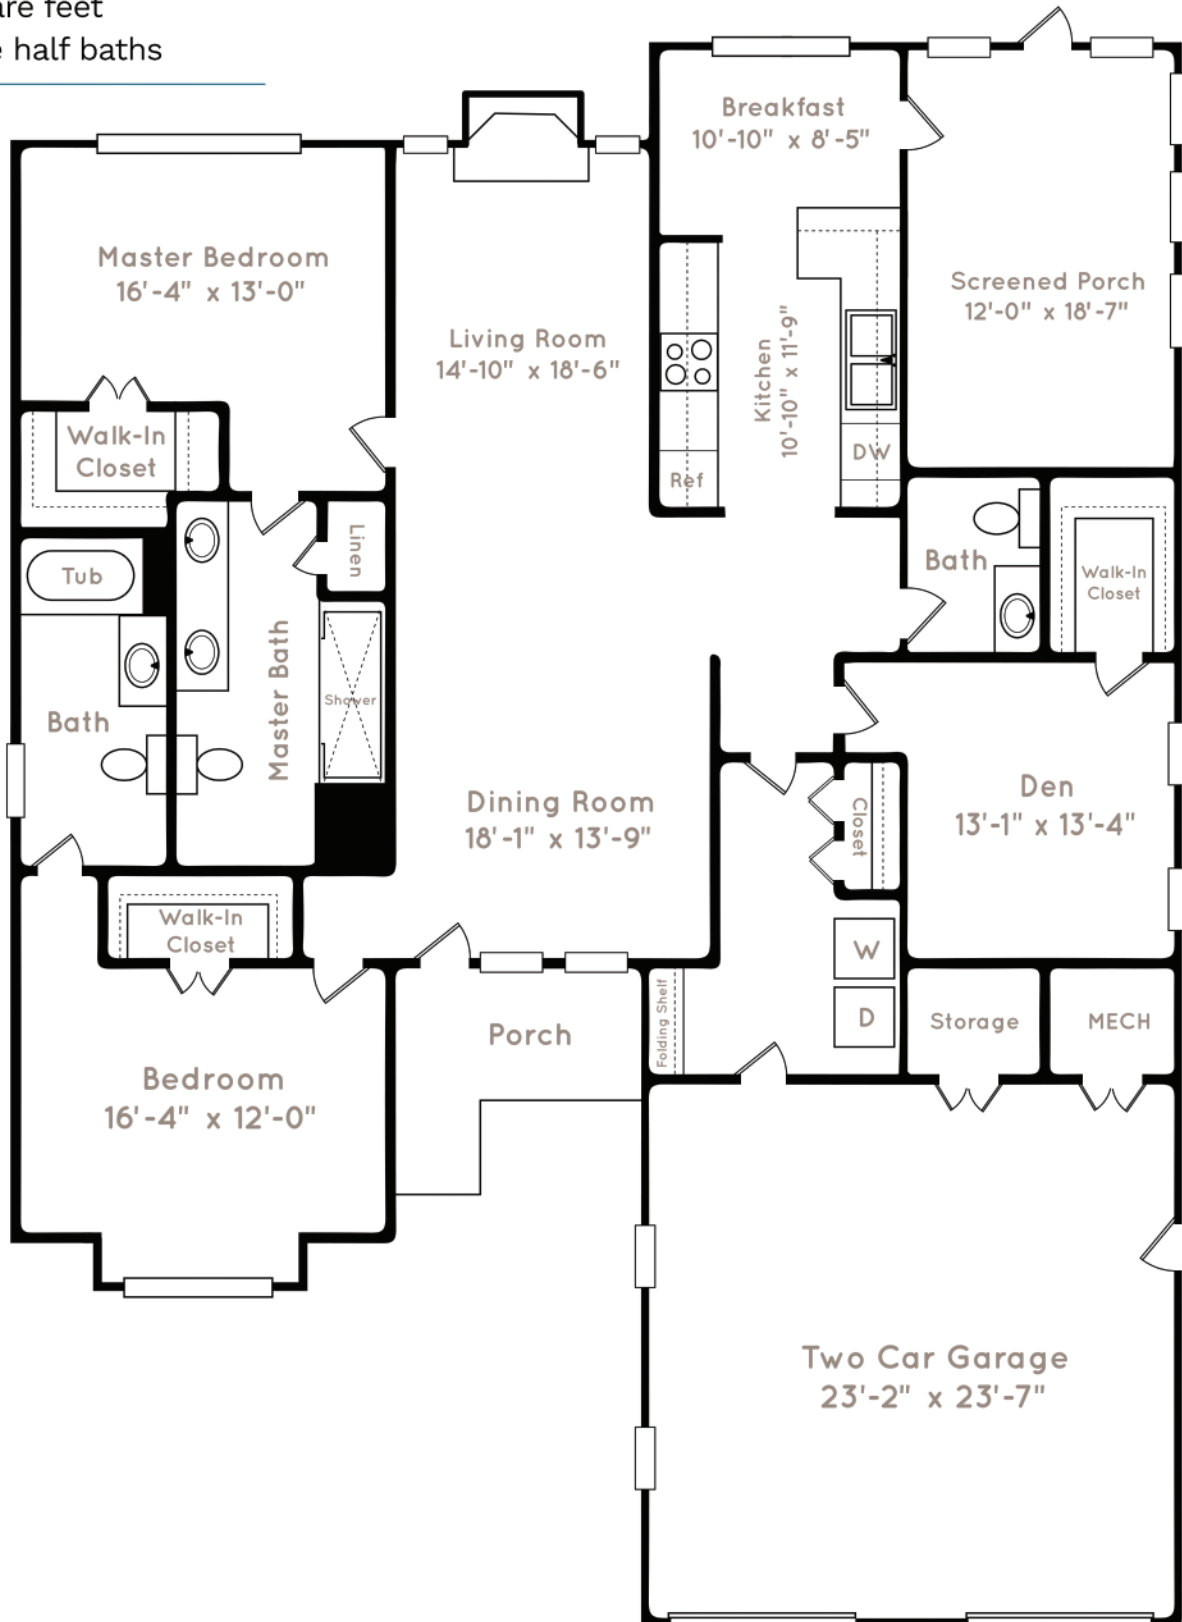 are feet
half baths
Breakfast
10'-10" x 8'-5"
Master Bedroom
16'-4" x 13'-0"
Screened Porch
12'-0" x 18'-7"
Living Room
14'-10" x 18'-6"
Kitchen
10'-10" x 11'-9"
Walk-In
Closet
DW
Ref
Linen
Bath
Walk-In
Closet
Tub
Master Bath
Shower
Bath
Den
13'-1" x 13'-4"
Dining Room
18'-1" x 13'-9"
Closet
Walk-In
Closet
W
D
Folding Shelf
Storage
MECH
Porch
Bedroom
16'-4" x 12'-0"
Two Car Garage
23'-2" x 23'-7"